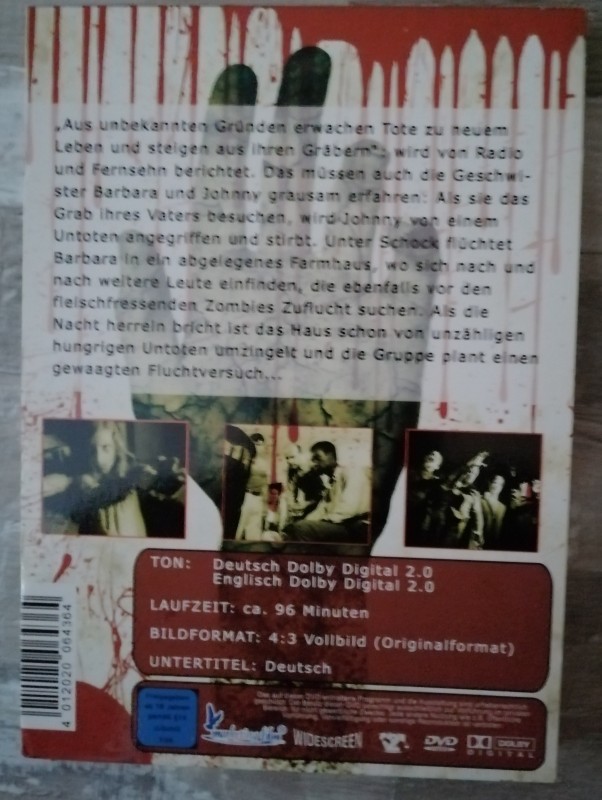 „Aus unbekannten Gründen erwachen Tote zu neuem
Leben und steigen aus ihren Gräbern", wird von Radio
und Fernsehn berichtet. Das müssen auch die Geschwi-
ster Barbara und Johnny grausam erfahren: Als sie das
Grab ihres Vaters besuchen, wird Johnny von einem
Untoten angegriffen und stirbt. Unter Schock flüchtet
Barbara in ein abgelegenes Farmhaus, wo sich nach und
nach weitere Leute einfinden, die ebenfalls vor den
fleischfressenden Zombies Zuflucht suchen. Als die
Nacht herrein bricht ist das Haus schon von unzähligen
hungrigen Untoten umzingelt und die Gruppe plant einen
gewaagten Fluchtversuch...
TON: Deutsch Dolby Digital 2.0
Englisch Dolby Digital 2.0
LAUFZEIT: ca. 96 Minuten
BILDFORMAT: 4:3 Vollbild (Originalformat)
UNTERTITEL: Deutsch
4 012020 064364
WIDESCREEN
DVD
DOLBY
DIGITAL